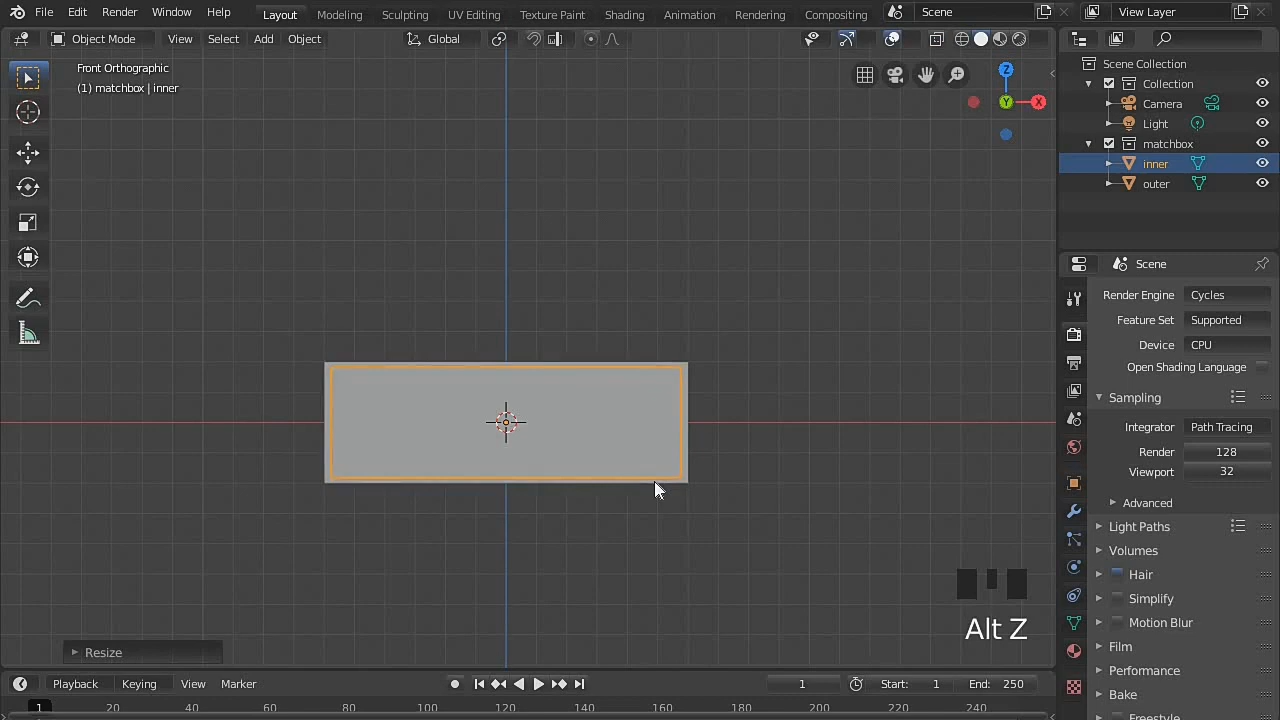 File Edit Render Window Help Layout Modeling Sculpting UV Editing Texture Paint Shading Animation Rendering Compositing Scene View Layer
Object Mode View Select Add Object Global
Front Orthographic
(1) matchbox | inner
Z
Y
X
Scene Collection
Collection
Camera
Light
matchbox
inner
outer
Scene
Render Engine Cycles
Feature Set Supported
Device CPU
Open Shading Language
Sampling
Integrator Path Tracing
Render 128
Viewport 32
Advanced
Light Paths
Volumes
Hair
Simplify
Motion Blur
Film
Performance
Bake
Freestyle
Alt Z
Resize
Playback Keying View Marker 1 Start: 1 End: 250
1 20 40 60 80 100 120 140 160 180 200 220 240